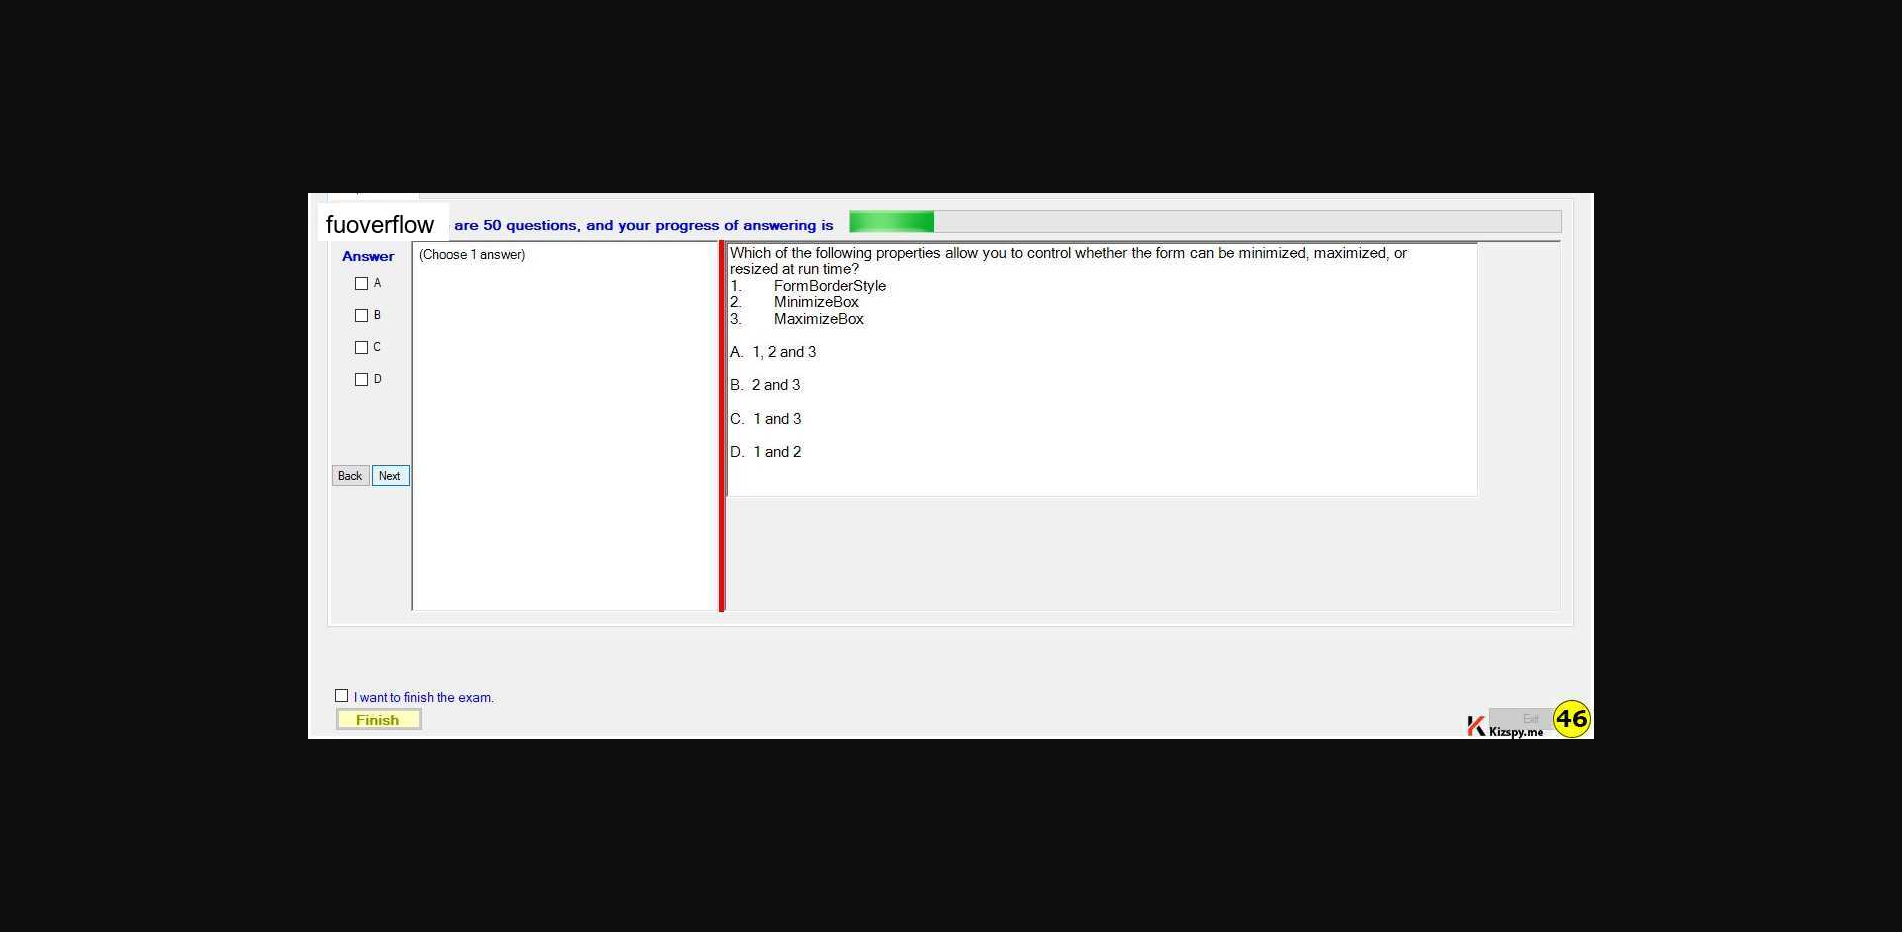 fuoverflow are 50 questions, and your progress of answering is
Answer
(Choose 1 answer)
A
B
C
D
Back Next
Which of the following properties allow you to control whether the form can be minimized, maximized, or
resized at run time?
1. FormBorderStyle
2. MinimizeBox
3. MaximizeBox
A. 1, 2 and 3
B. 2 and 3
C. 1 and 3
D. 1 and 2
I want to finish the exam.
Finish
Exit
Kizspy.me
46